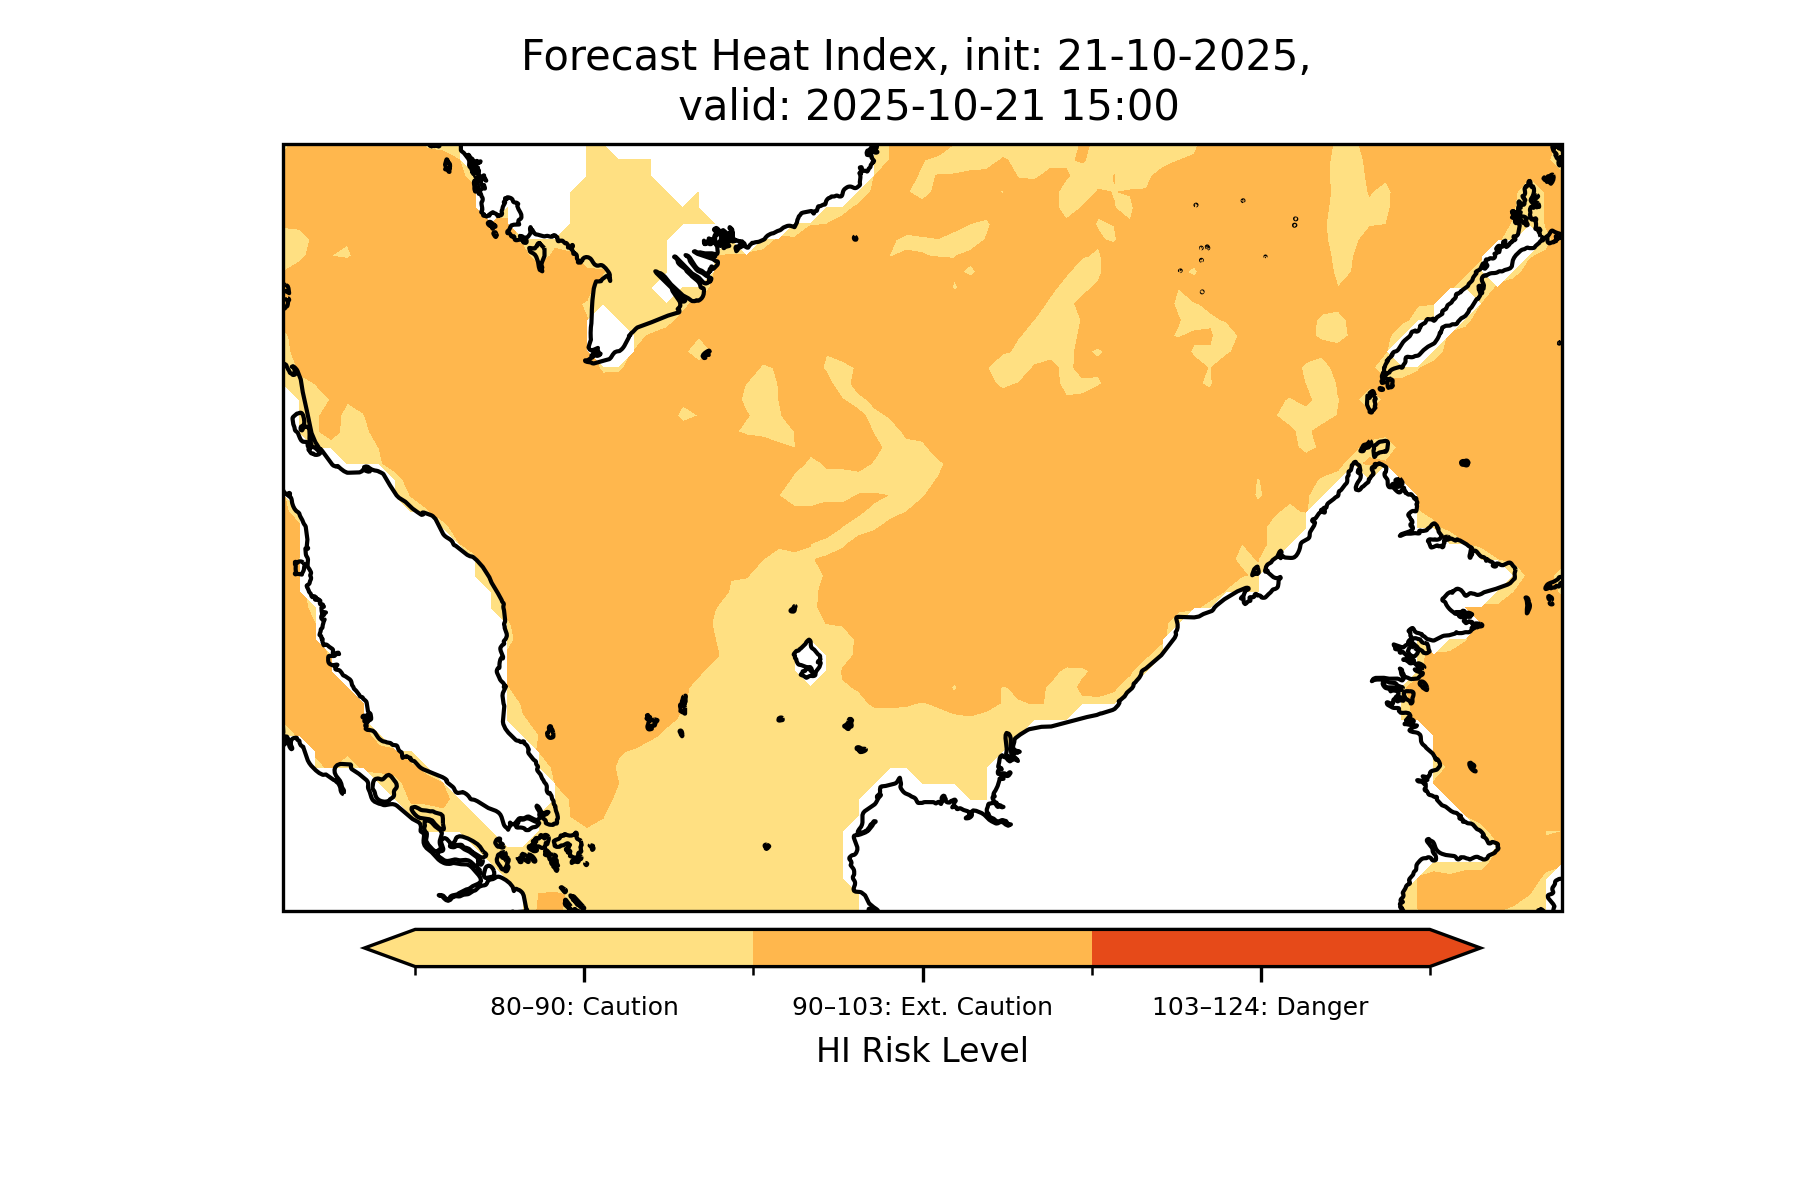 Forecast Heat Index, init: 21-10-2025,
valid: 2025-10-21 15:00
80–90: Caution
90–103: Ext. Caution
103–124: Danger
HI Risk Level